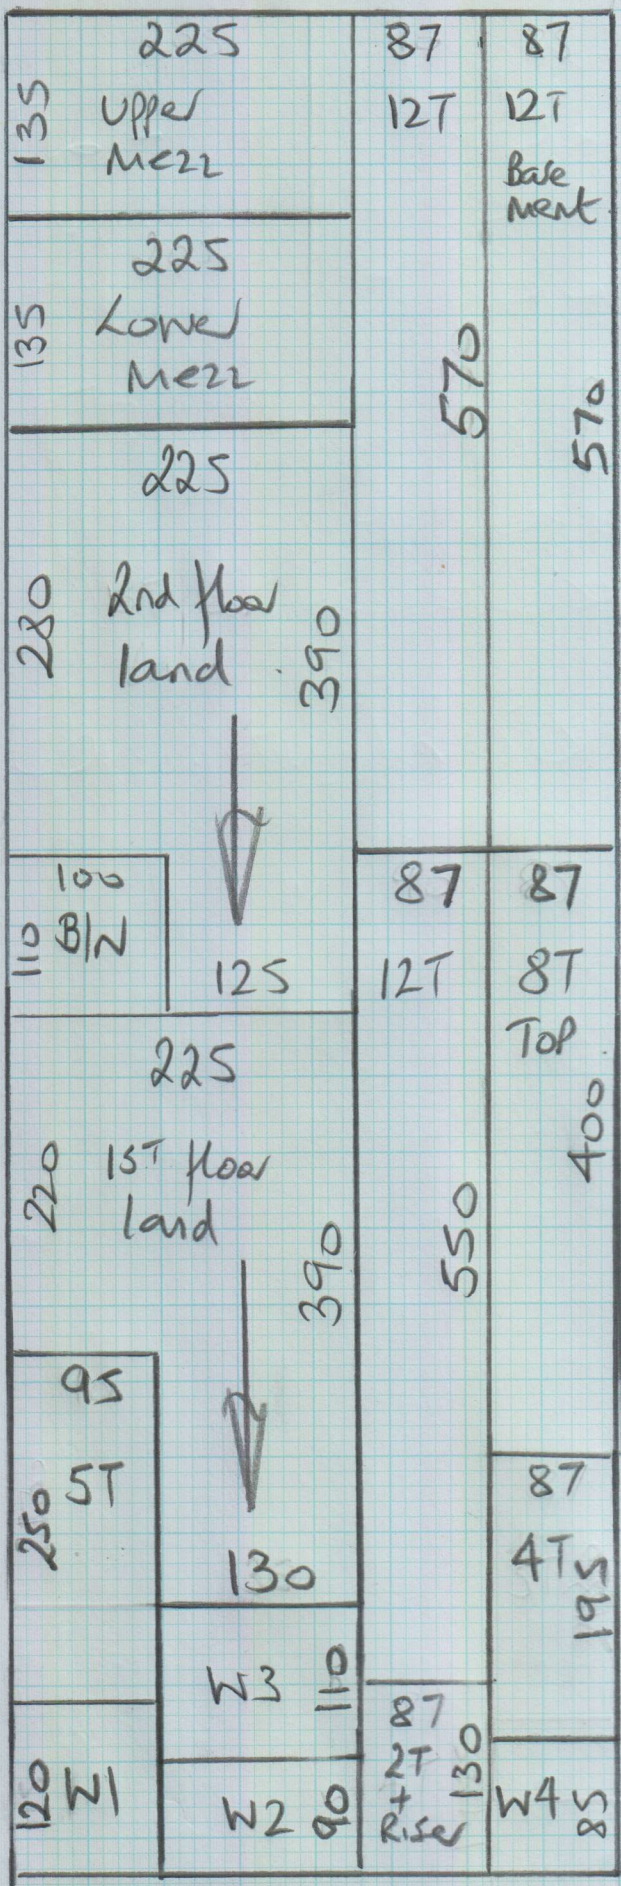 225
135
Upper
Mezz
225
135
Lower
Mezz
225
280
2nd floor
land
390
100
110
B/N
125
225
220
1ST floor
land
390
95
5T
250
130
W3
110
120
W1
W2
90
87
12T
570
87
12T
550
87
2T
+
Riser
130
87
12T
Base
ment
570
87
8T
Top
400
87
4T
195
W4
85